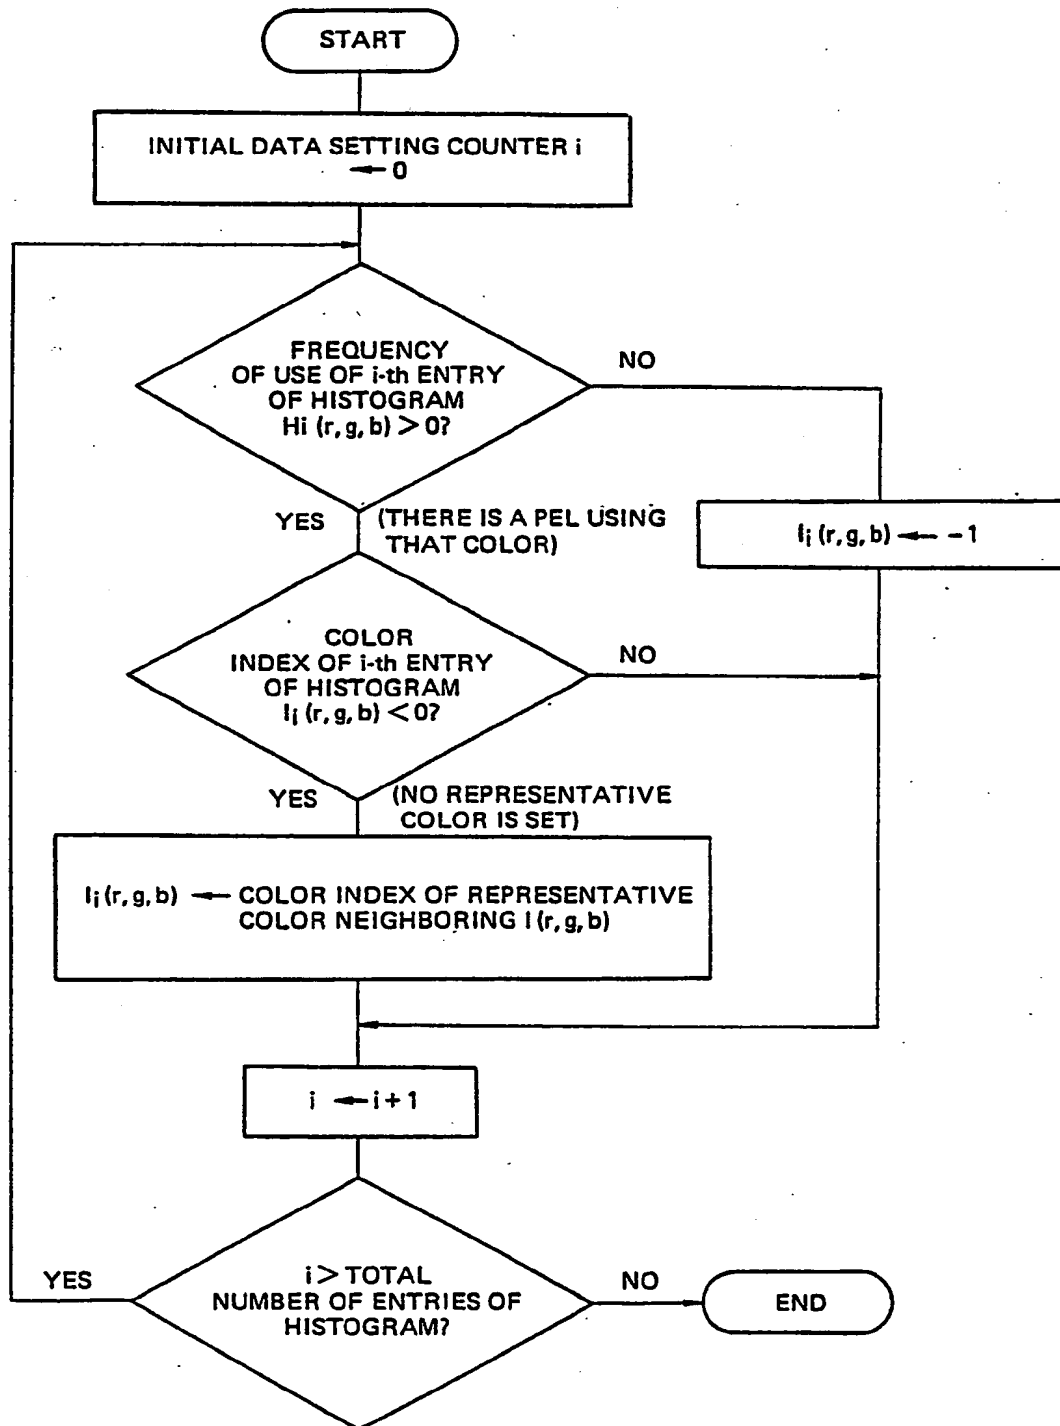 START
INITIAL DATA SETTING COUNTER i
← 0
FREQUENCY
OF USE OF i-th ENTRY
OF HISTOGRAM
Hi (r, g, b) > 0?
NO
YES
(THERE IS A PEL USING
THAT COLOR)
Ii (r, g, b) ← -1
COLOR
INDEX OF i-th ENTRY
OF HISTOGRAM
Ii (r, g, b) < 0?
NO
YES
(NO REPRESENTATIVE
COLOR IS SET)
Ii (r, g, b) ← COLOR INDEX OF REPRESENTATIVE
COLOR NEIGHBORING I (r, g, b)
i ← i + 1
YES
i > TOTAL
NUMBER OF ENTRIES OF
HISTOGRAM?
NO
END